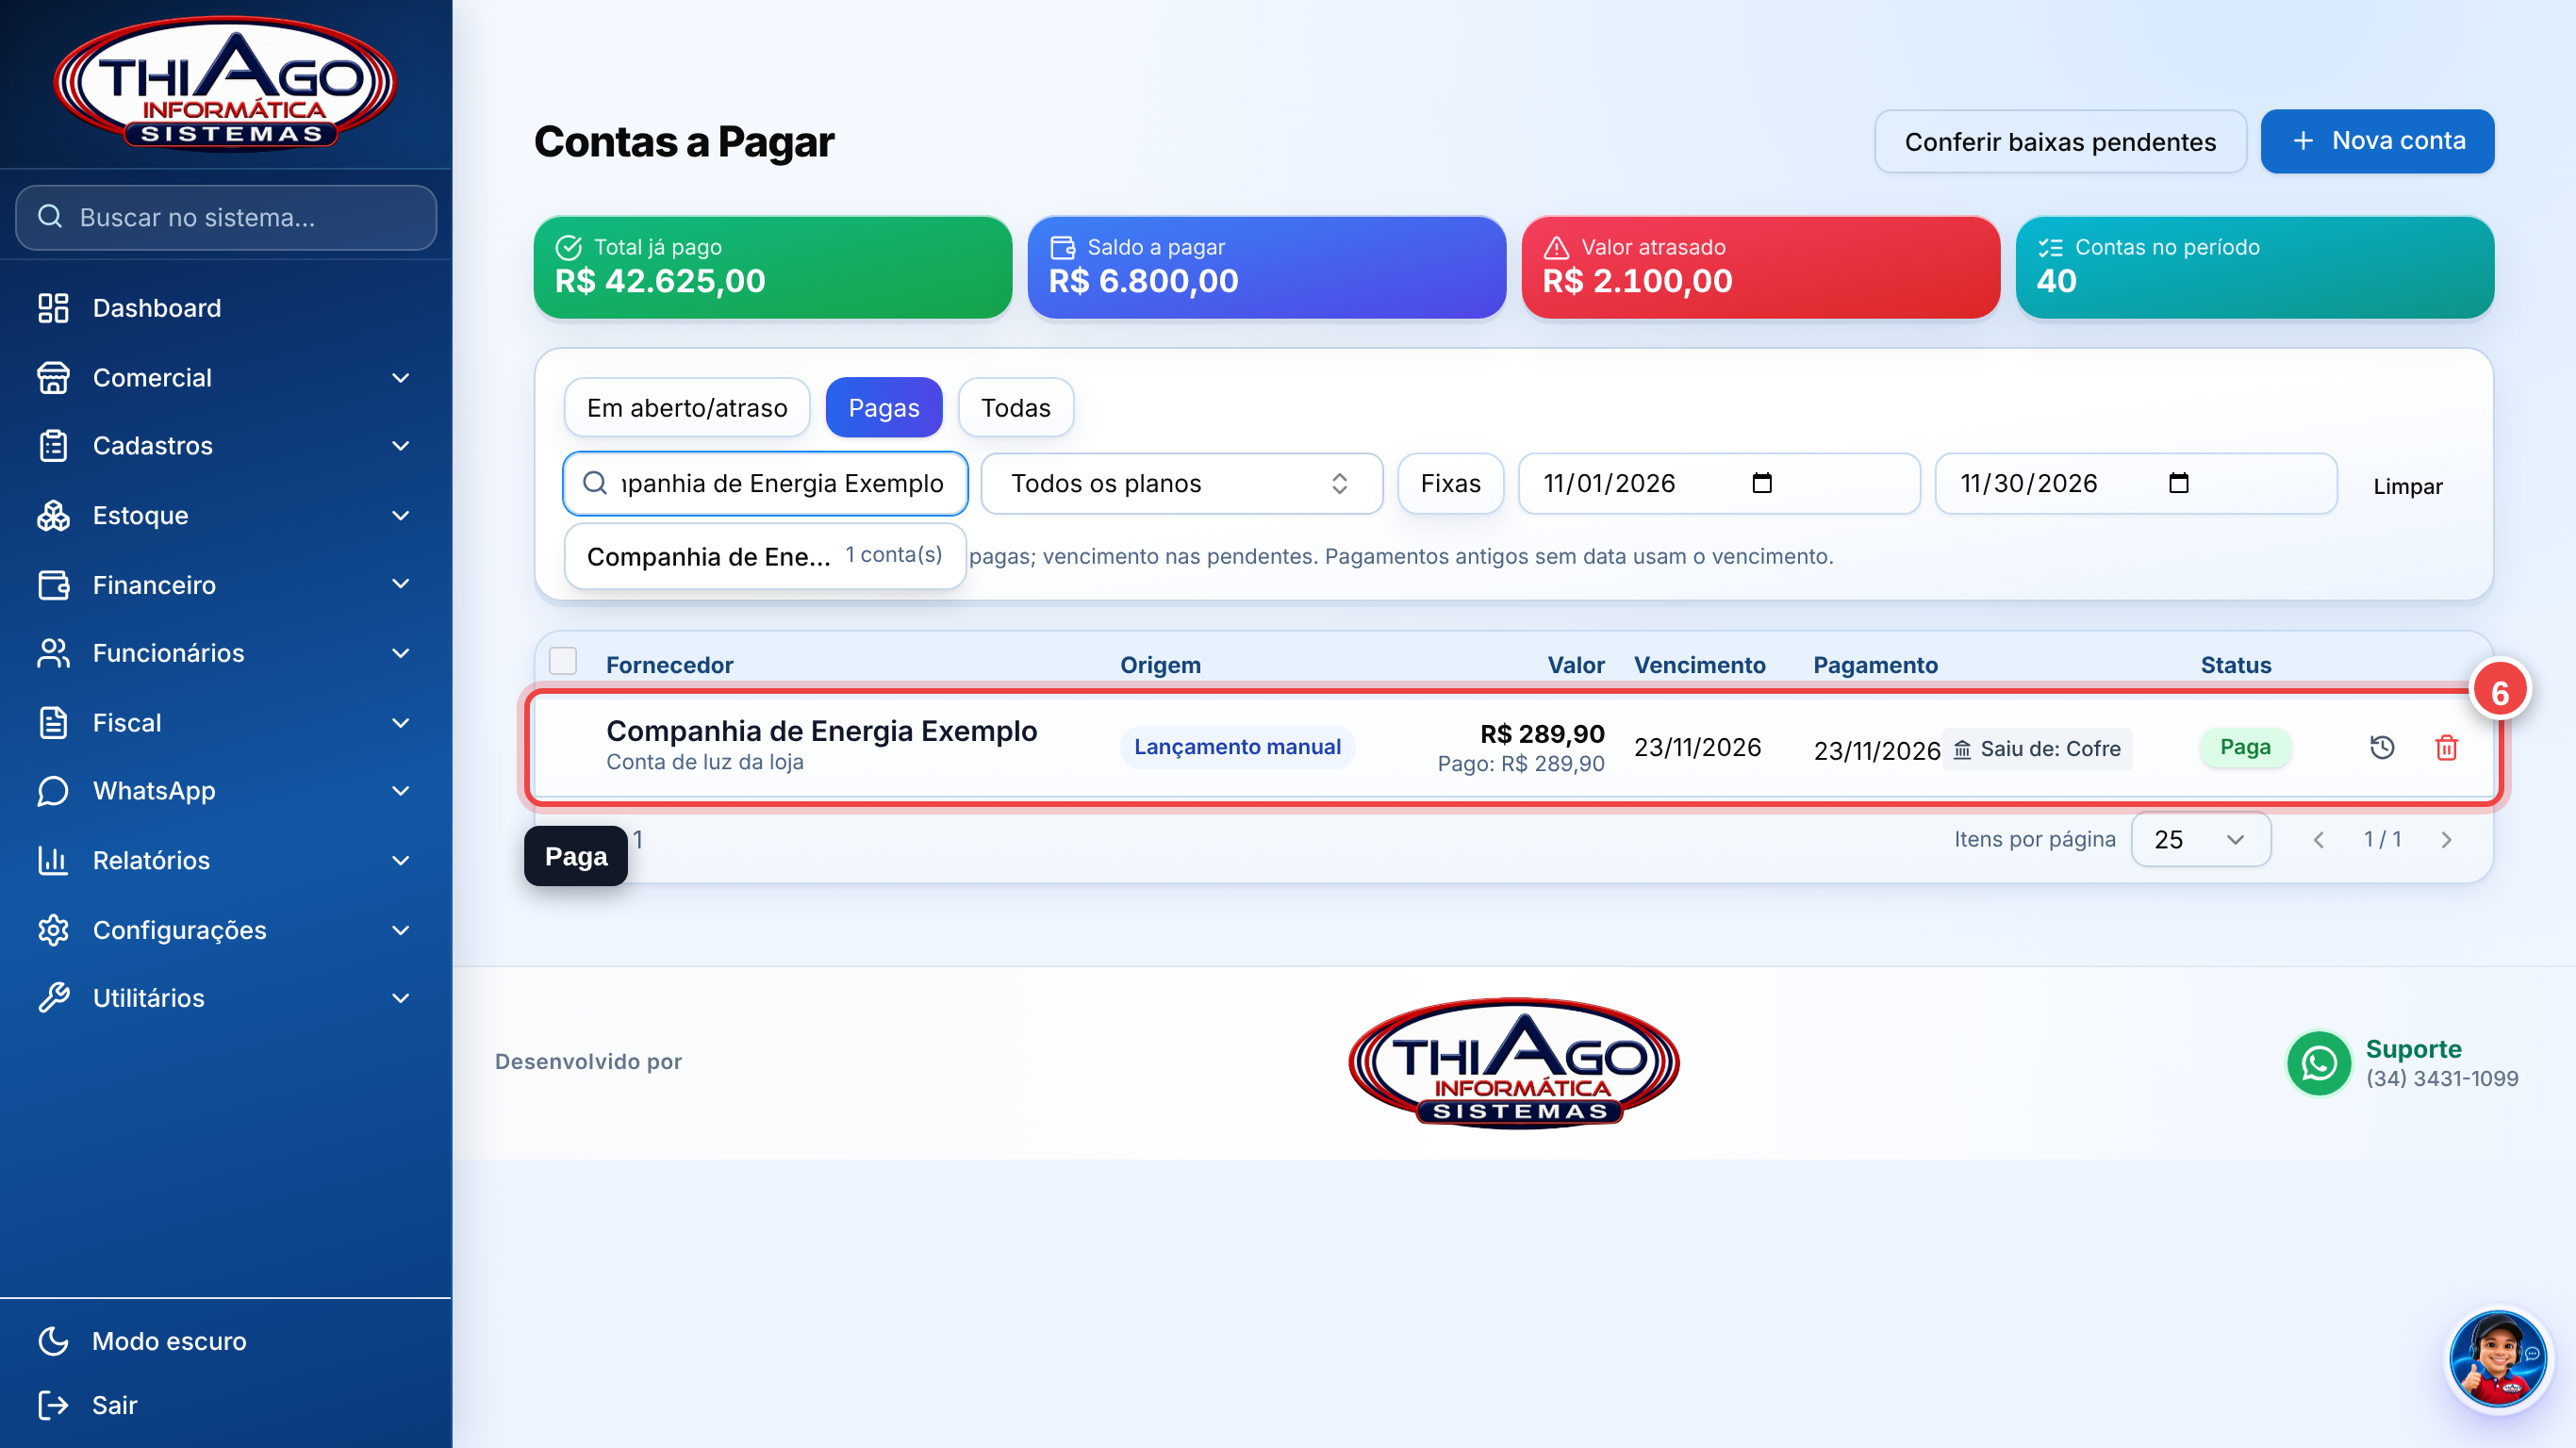 THIAGO
INFORMÁTICA
SISTEMAS
Buscar no sistema...
Dashboard
Comercial
Cadastros
Estoque
Financeiro
Funcionários
Fiscal
WhatsApp
Relatórios
Configurações
Utilitários
Modo escuro
Sair
Contas a Pagar
Conferir baixas pendentes
Nova conta
Total já pago
R$ 42.625,00
Saldo a pagar
R$ 6.800,00
Valor atrasado
R$ 2.100,00
Contas no período
40
Em aberto/atraso Pagas Todas
panhia de Energia Exemplo Todos os planos Fixas 11/01/2026 11/30/2026 Limpar
Companhia de Ene... 1 conta(s) pagas; vencimento nas pendentes. Pagamentos antigos sem data usam o vencimento.
Fornecedor Origem Valor Vencimento Pagamento Status
6
Companhia de Energia Exemplo
Conta de luz da loja
Lançamento manual
R$ 289,90
Pago: R$ 289,90
23/11/2026
23/11/2026
Saiu de: Cofre
Paga
Paga
1
Itens por página 25 1 / 1
Desenvolvido por
THIAGO
INFORMÁTICA
SISTEMAS
Suporte
(34) 3431-1099